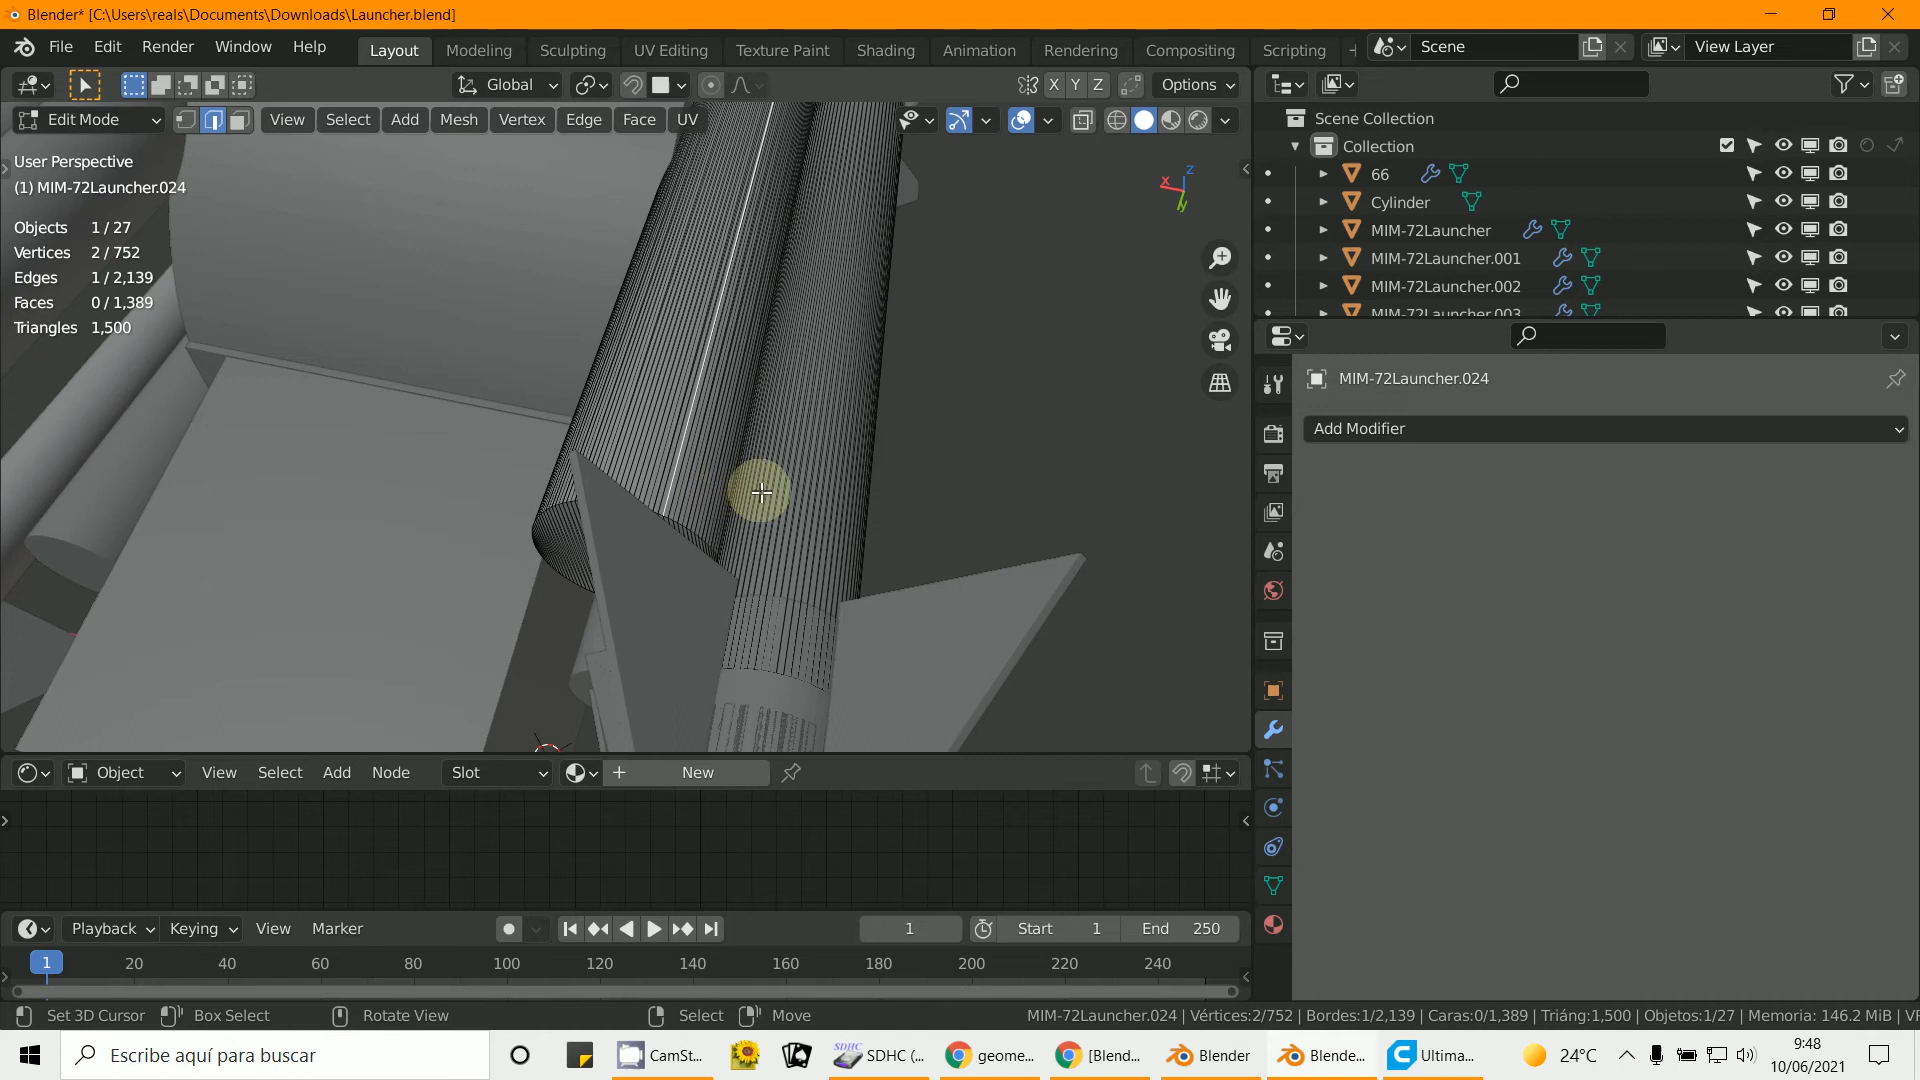 Blender* [C:\Users\reals\Documents\Downloads\Launcher.blend]
File Edit Render Window Help Layout Modeling Sculpting UV Editing Texture Paint Shading Animation Rendering Compositing Scripting Scene View Layer
Global X Y Z Options
Edit Mode View Select Add Mesh Vertex Edge Face UV
User Perspective
(1) MIM-72Launcher.024
Objects 1 / 27
Vertices 2 / 752
Edges 1 / 2,139
Faces 0 / 1,389
Triangles 1,500
X Z Y
Scene Collection
Collection
66
Cylinder
MIM-72Launcher
MIM-72Launcher.001
MIM-72Launcher.002
MIM-72Launcher.003
MIM-72Launcher.024
Add Modifier
Object View Select Add Node Slot New
Playback Keying View Marker 1 Start 1 End 250
1 20 40 60 80 100 120 140 160 180 200 220 240
Set 3D Cursor Box Select Rotate View Select Move MIM-72Launcher.024 | Vértices:2/752 | Bordes:1/2,139 | Caras:0/1,389 | Triáng:1,500 | Objetos:1/27 | Memoria: 146.2 MiB
Escribe aquí para buscar CamSt... SDHC (... geome... [Blend... Blender Blende... Ultima... 24°C 9:48
10/06/2021